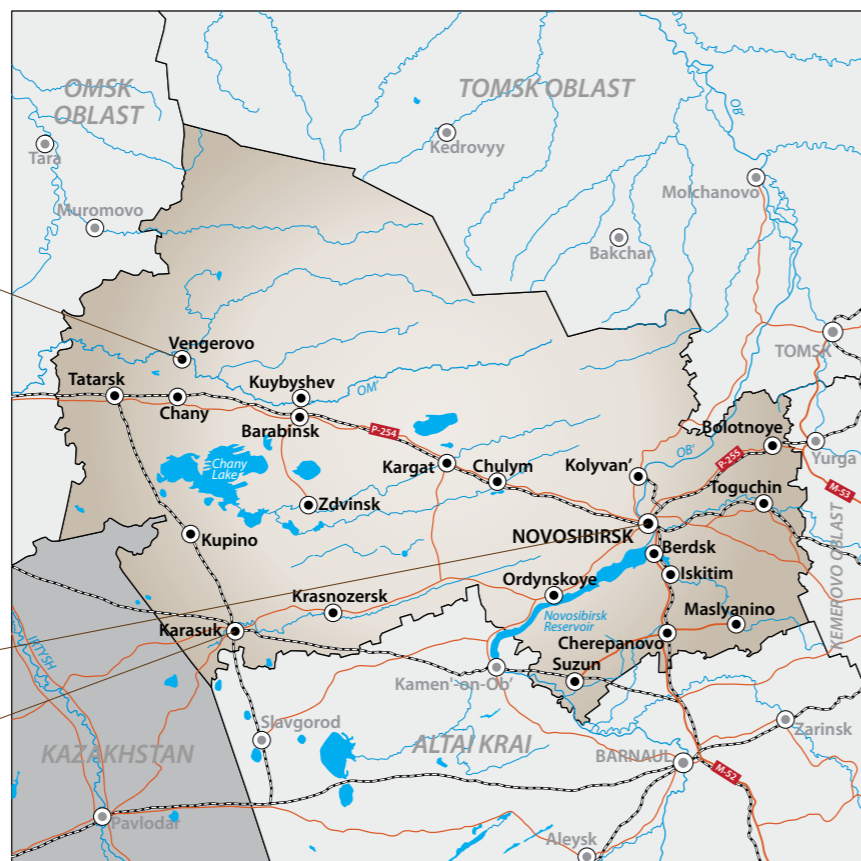 OMSK
OBLAST
TOMSK OBLAST
OB'
Tara
Kedrovyy
Molchanovo
Muromovo
Bakchar
TOMSK
Vengerovo
Tatarsk
Chany
Kuybyshev
OM'
Barabinsk
P-254
Bolotnoye
Yurga
P-255
OB'
M-53
Chany
Lake
Kargat
Chulym
Kolyvan'
Toguchin
Zdvinsk
Kupino
NOVOSIBIRSK
Berdsk
Iskitim
KEMEROVO OBLAST
Ordynskoye
Krasnozersk
Novosibirsk
Reservoir
Maslyanino
Karasuk
Cherepanovo
Suzun
IRTYSH
Kamen'-on-Ob'
Slavgorod
Zarinsk
KAZAKHSTAN
ALTAI KRAI
BARNAUL
M-52
Pavlodar
Aleysk